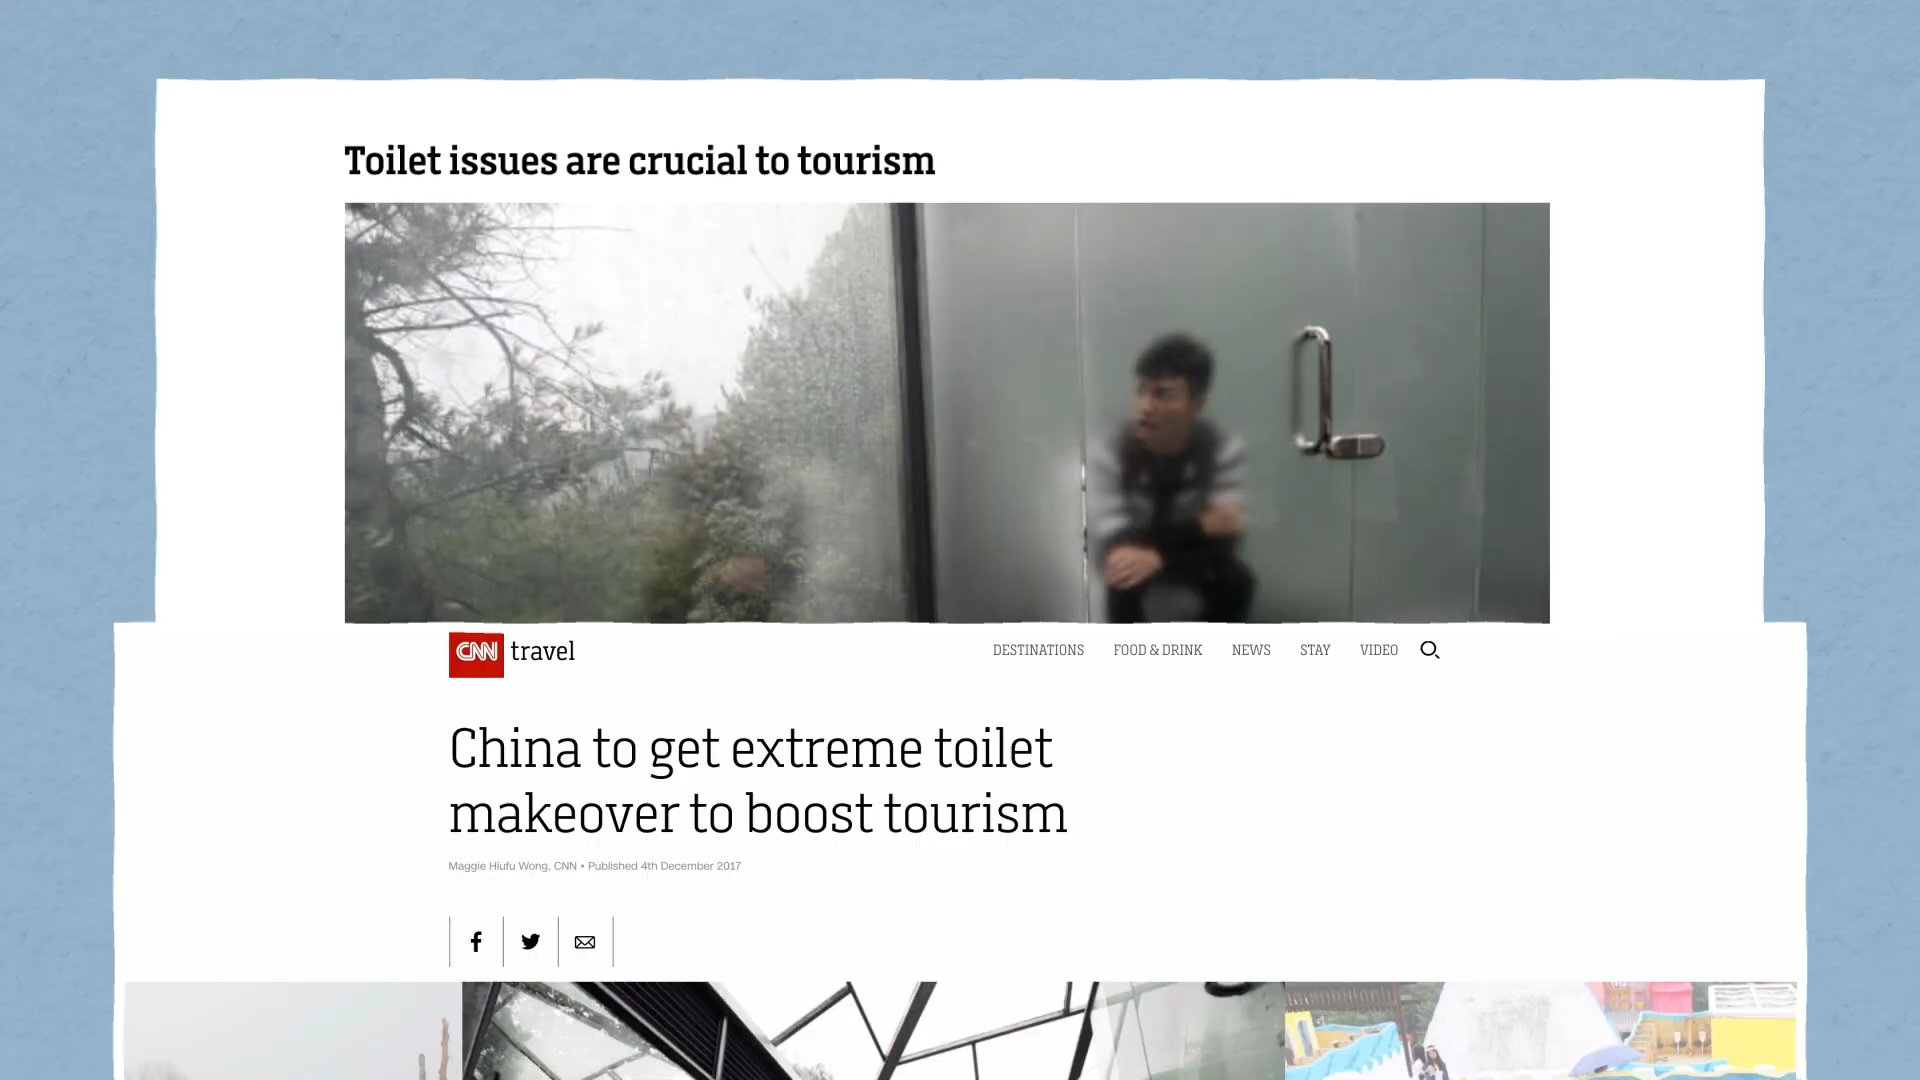 Toilet issues are crucial to tourism
CNN travel
DESTINATIONS FOOD & DRINK NEWS STAY VIDEO
China to get extreme toilet
makeover to boost tourism
Maggie Hiufu Wong, CNN • Published 4th December 2017